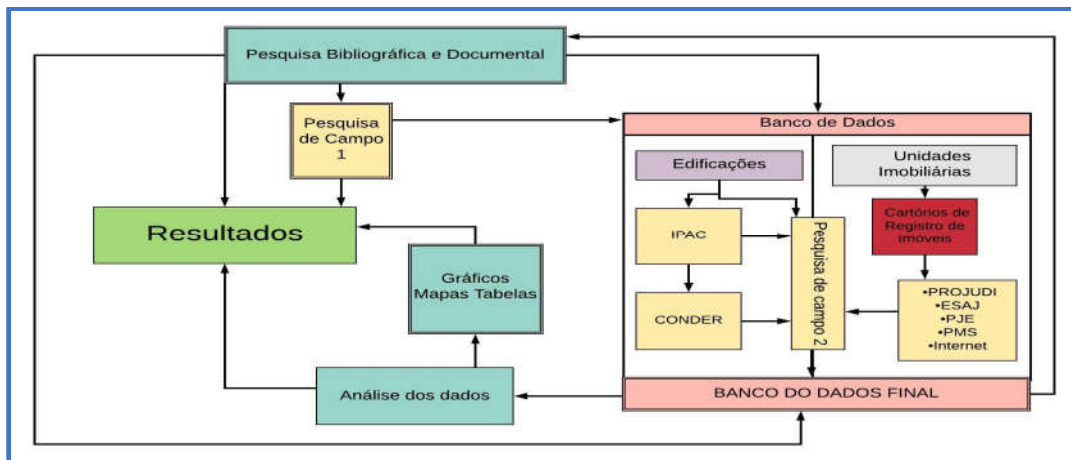 Pesquisa Bibliográfica e Documental
Pesquisa
de Campo
1
Banco de Dados
Edificações
Unidades
Imobiliárias
Resultados
IPAC
Pesquisa de campo 2
Cartórios de
Registro de
imoveis
Gráficos
Mapas Tabelas
CONDER
•PROJUDI
•ESAJ
•PJE
•PMS
•Internet
Análise dos dados
BANCO DO DADOS FINAL